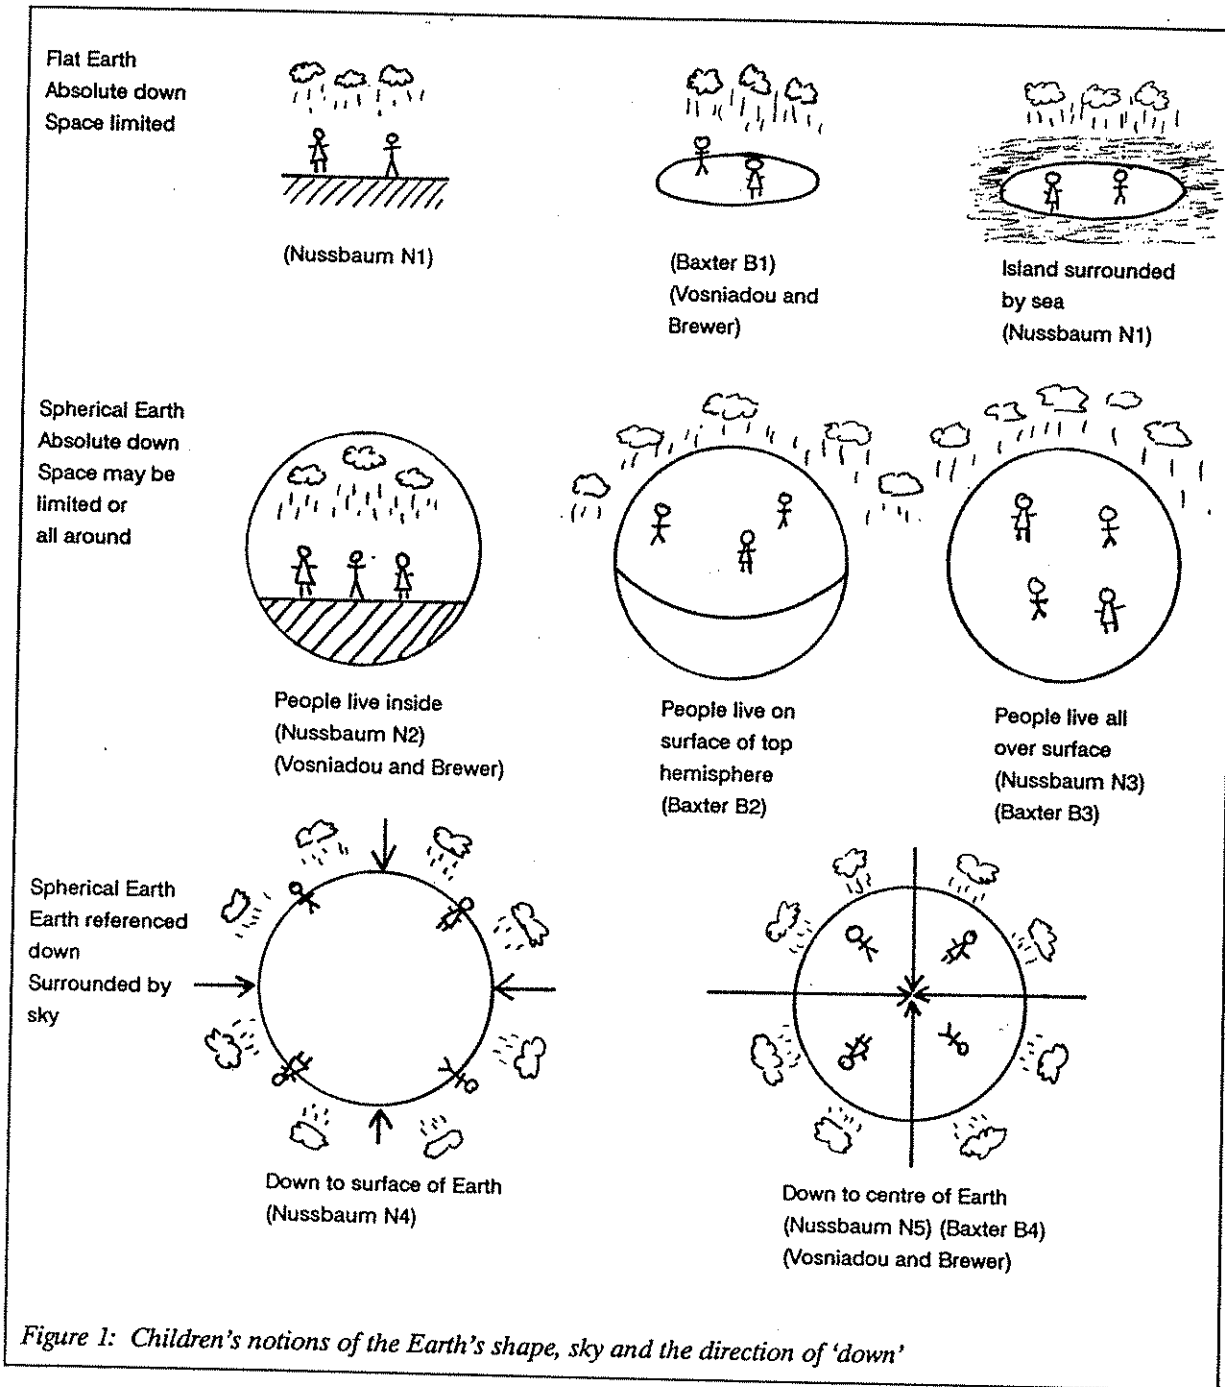 Flat Earth
Absolute down
Space limited
(Nussbaum N1)
(Baxter B1)
(Vosniadou and
Brewer)
Island surrounded
by sea
(Nussbaum N1)
Spherical Earth
Absolute down
Space may be
limited or
all around
People live inside
(Nussbaum N2)
(Vosniadou and Brewer)
People live on
surface of top
hemisphere
(Baxter B2)
People live all
over surface
(Nussbaum N3)
(Baxter B3)
Spherical Earth
Earth referenced
down
Surrounded by
sky
Down to surface of Earth
(Nussbaum N4)
Down to centre of Earth
(Nussbaum N5) (Baxter B4)
(Vosniadou and Brewer)
Figure 1: Children's notions of the Earth's shape, sky and the direction of 'down'